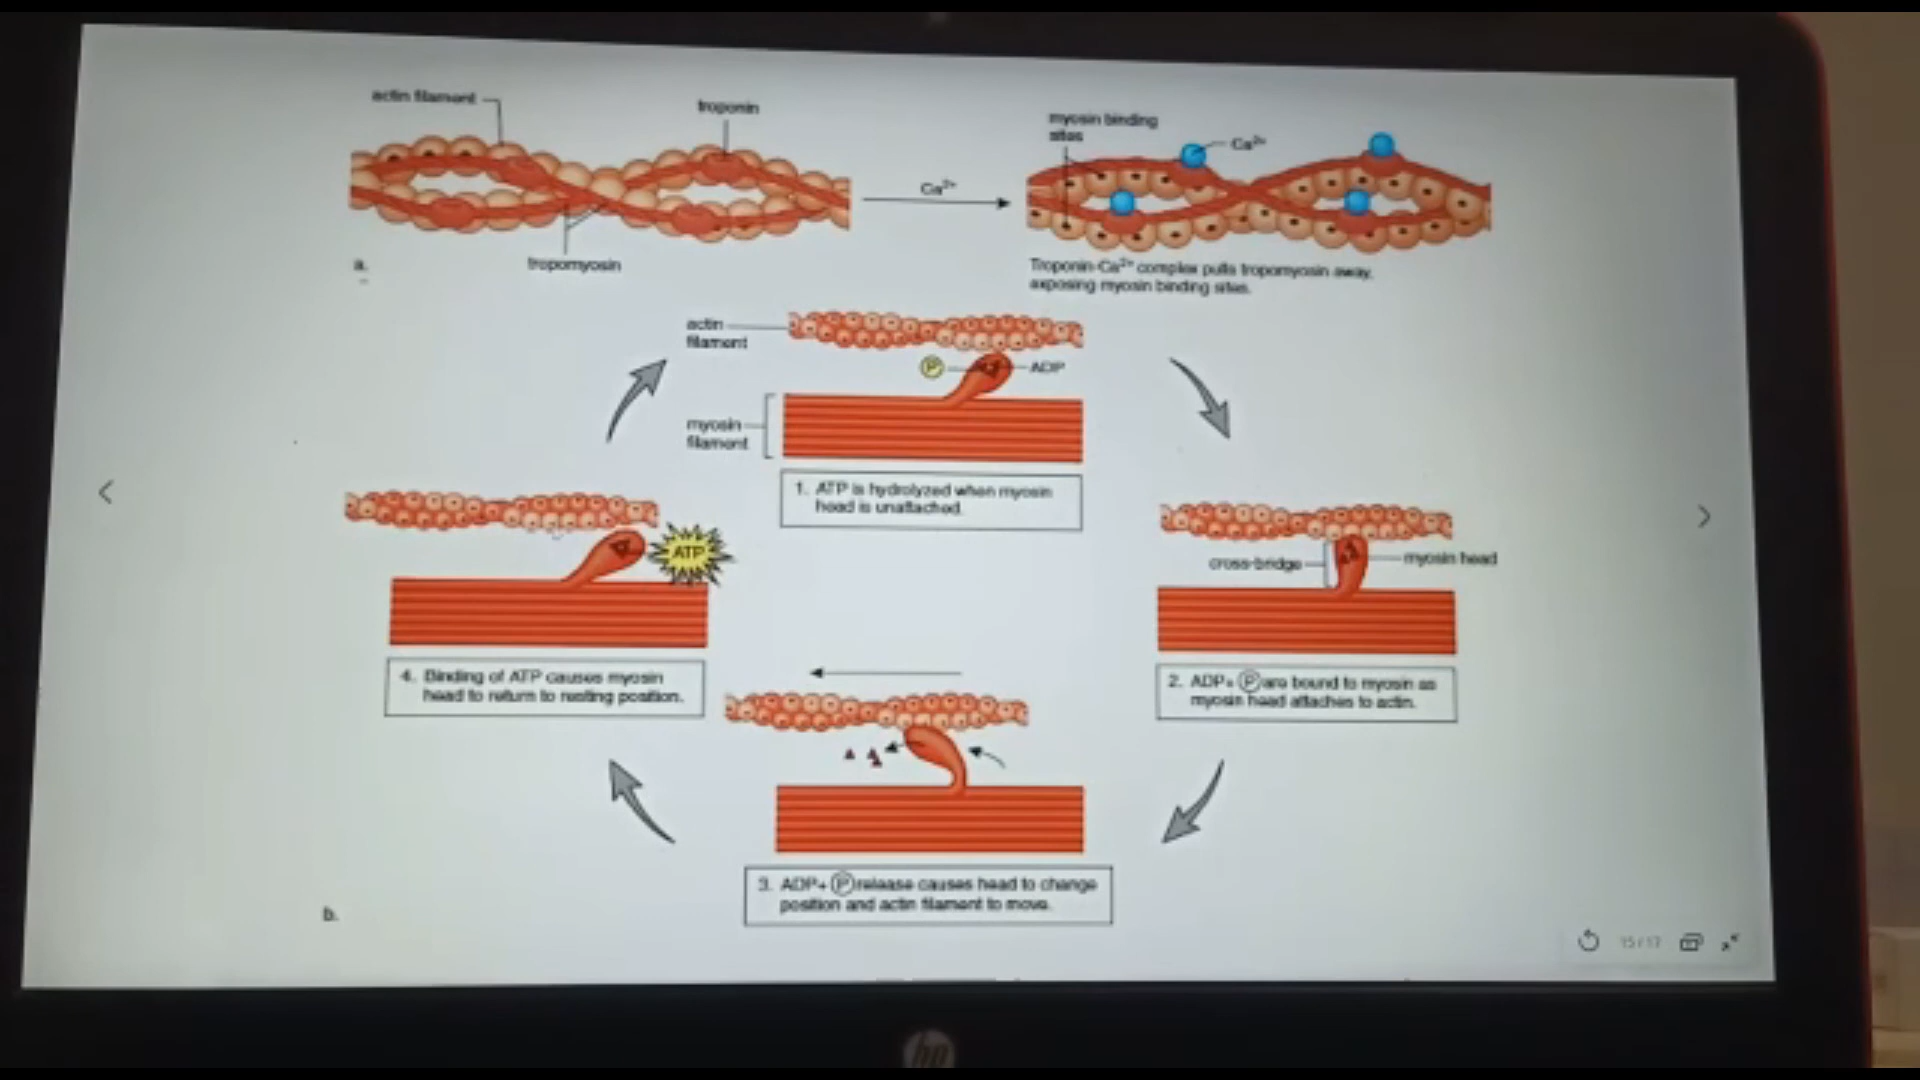 actin filament
troponin
tropomyosin
a.
Ca²⁺
myosin binding
sites
Ca²⁺
Troponin-Ca²⁺ complex pulls tropomyosin away,
exposing myosin binding sites.
actin
filament
P
ADP
myosin
filament
1. ATP is hydrolyzed when myosin
head is unattached.
cross-bridge
myosin head
2. ADP+ P are bound to myosin as
myosin head attaches to actin.
3. ADP+ P release causes head to change
position and actin filament to move.
ATP
4. Binding of ATP causes myosin
head to return to resting position.
b.
15 / 17
hp